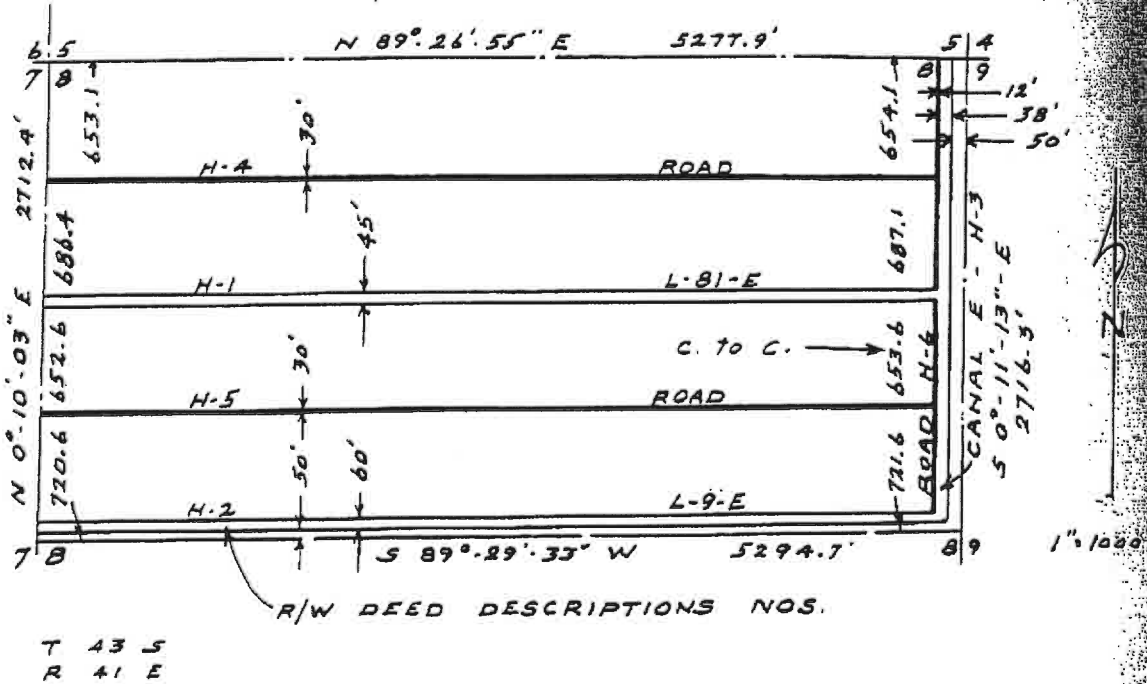 6 5 N 89°-26'-55" E 5277.9' 5 4
7 8 8 9
12'
38'
50'
653.1
30'
654.1
N 0°-10'-03" E 2712.4'
H-4 ROAD
686.4
45'
687.1
H-1 L-81-E
CANAL E-H-3
S 0°-11'-13"-E
2716.3'
N
652.6
30'
C. TO C.
653.6
ROAD H-6
H-5 ROAD
720.6
50'
60'
721.6
H-2 L-9-E
7 8 S 89°-29'-35" W 5294.7' 8 9 1"=1000
R/W DEED DESCRIPTIONS NOS.
T 43 S
R 41 E